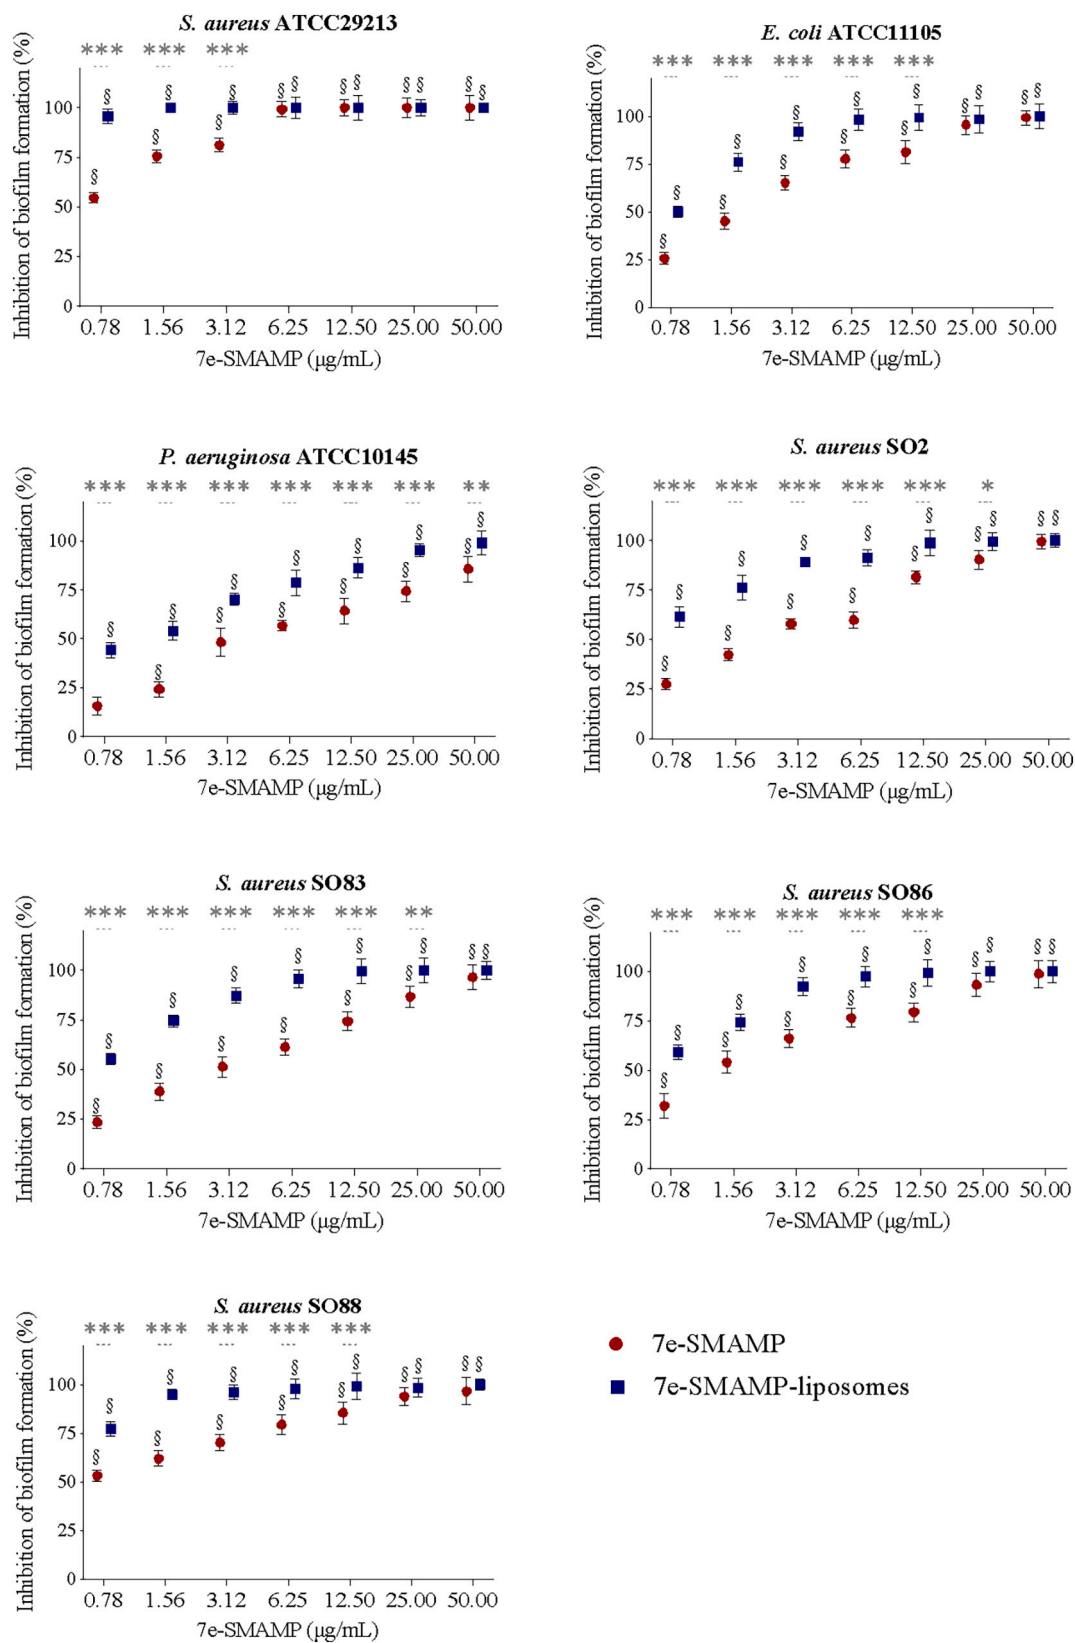 S. aureus ATCC29213
*** *** ***
Inhibition of biofilm formation (%)
100
75
50
25
0
§ § § § § § § § § § § § § §
0.78 1.56 3.12 6.25 12.50 25.00 50.00
7e-SMAMP (µg/mL)
E. coli ATCC11105
*** *** *** *** ***
Inhibition of biofilm formation (%)
100
75
50
25
0
§ § § § § § § § § § § § § §
0.78 1.56 3.12 6.25 12.50 25.00 50.00
7e-SMAMP (µg/mL)
P. aeruginosa ATCC10145
*** *** *** *** *** *** **
Inhibition of biofilm formation (%)
100
75
50
25
0
§ § § § § § § § § § § § §
0.78 1.56 3.12 6.25 12.50 25.00 50.00
7e-SMAMP (µg/mL)
S. aureus SO2
*** *** *** *** *** *
Inhibition of biofilm formation (%)
100
75
50
25
0
§ § § § § § § § § § § § § §
0.78 1.56 3.12 6.25 12.50 25.00 50.00
7e-SMAMP (µg/mL)
S. aureus SO83
*** *** *** *** *** **
Inhibition of biofilm formation (%)
100
75
50
25
0
§ § § § § § § § § § § § § §
0.78 1.56 3.12 6.25 12.50 25.00 50.00
7e-SMAMP (µg/mL)
S. aureus SO86
*** *** *** *** ***
Inhibition of biofilm formation (%)
100
75
50
25
0
§ § § § § § § § § § § § § §
0.78 1.56 3.12 6.25 12.50 25.00 50.00
7e-SMAMP (µg/mL)
S. aureus SO88
*** *** *** *** ***
Inhibition of biofilm formation (%)
100
75
50
25
0
§ § § § § § § § § § § § § §
0.78 1.56 3.12 6.25 12.50 25.00 50.00
7e-SMAMP (µg/mL)
7e-SMAMP
7e-SMAMP-liposomes